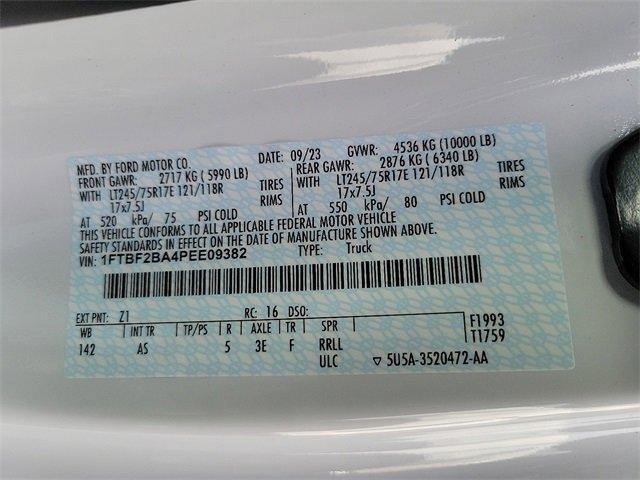 MFD. BY FORD MOTOR CO. DATE: 09/23 GVWR: 4536 KG (10000 LB)
FRONT GAWR: 2717 KG (5990 LB) REAR GAWR: 2876 KG (6340 LB)
WITH LT245/75R17E 121/118R TIRES WITH LT245/75R17E 121/118R TIRES
17x7.5J RIMS 17x7.5J RIMS
AT 520 kPa/ 75 PSI COLD AT 550 kPa/ 80 PSI COLD
THIS VEHICLE CONFORMS TO ALL APPLICABLE FEDERAL MOTOR VEHICLE
SAFETY STANDARDS IN EFFECT ON THE DATE OF MANUFACTURE SHOWN ABOVE.
VIN: 1FTBF2BA4PEE09382 TYPE: Truck
EXT PNT: Z1 RC: 16 DSO:
WB INT TR TP/PS R AXLE TR SPR F1993
142 AS 5 3E F RRLL T1759
ULC ▽ 5U5A-3520472-AA